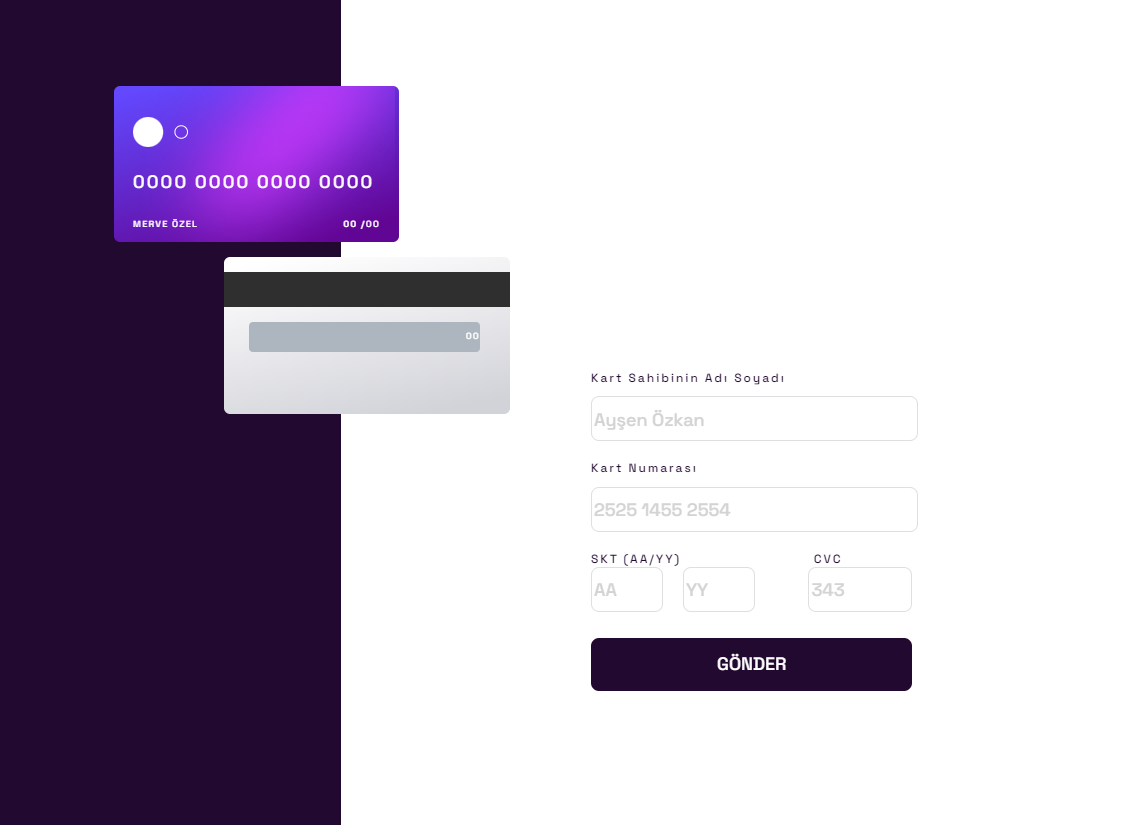 0000 0000 0000 0000
MERVE ÖZEL 00 /00
00
Kart Sahibinin Adı Soyadı
Ayşen Özkan
Kart Numarası
2525 1455 2554
SKT (AA/YY) CVC
AA YY 343
GÖNDER